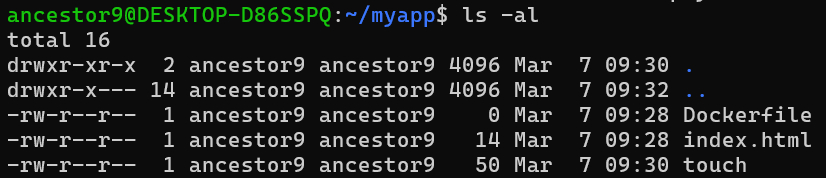 ancestor9@DESKTOP-D86SSPQ:~/myapp$ ls -al
total 16
drwxr-xr-x  2 ancestor9 ancestor9 4096 Mar  7 09:30 .
drwxr-x--- 14 ancestor9 ancestor9 4096 Mar  7 09:32 ..
-rw-r--r--  1 ancestor9 ancestor9    0 Mar  7 09:28 Dockerfile
-rw-r--r--  1 ancestor9 ancestor9   14 Mar  7 09:28 index.html
-rw-r--r--  1 ancestor9 ancestor9   50 Mar  7 09:30 touch